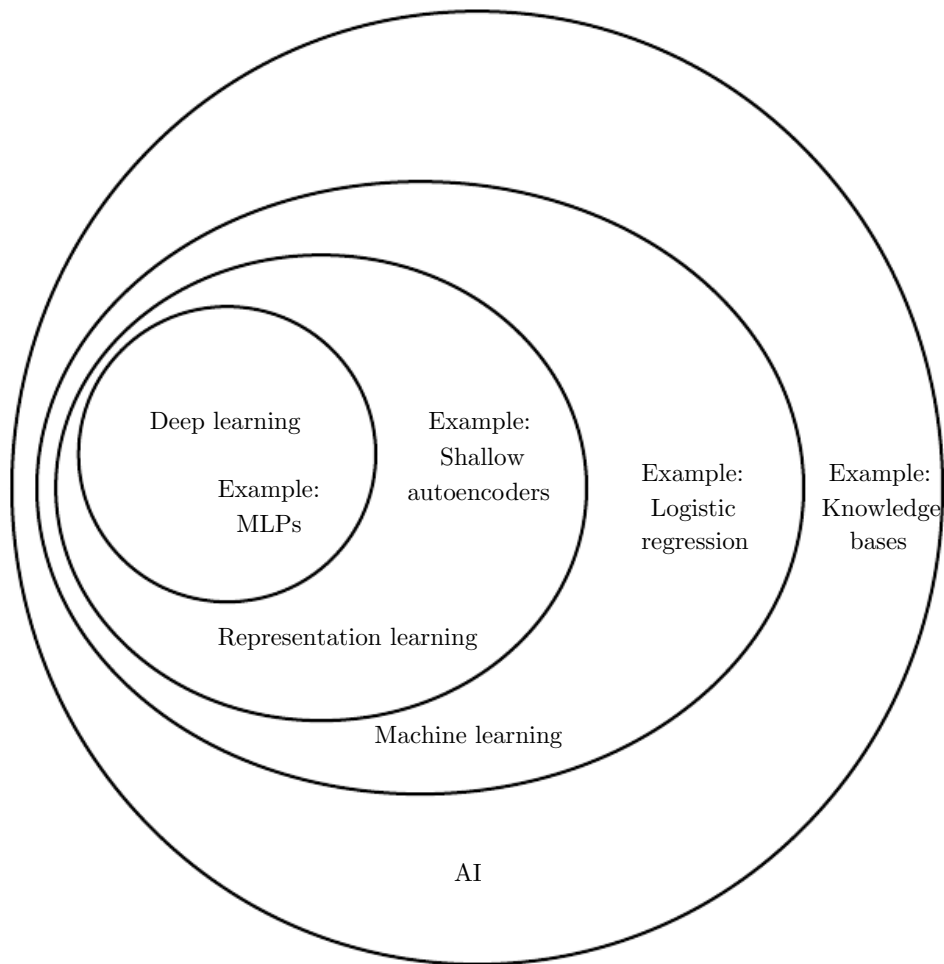 Deep learning
Example:
MLPs
Example:
Shallow
autoencoders
Example:
Logistic
regression
Example:
Knowledge
bases
Representation learning
Machine learning
AI